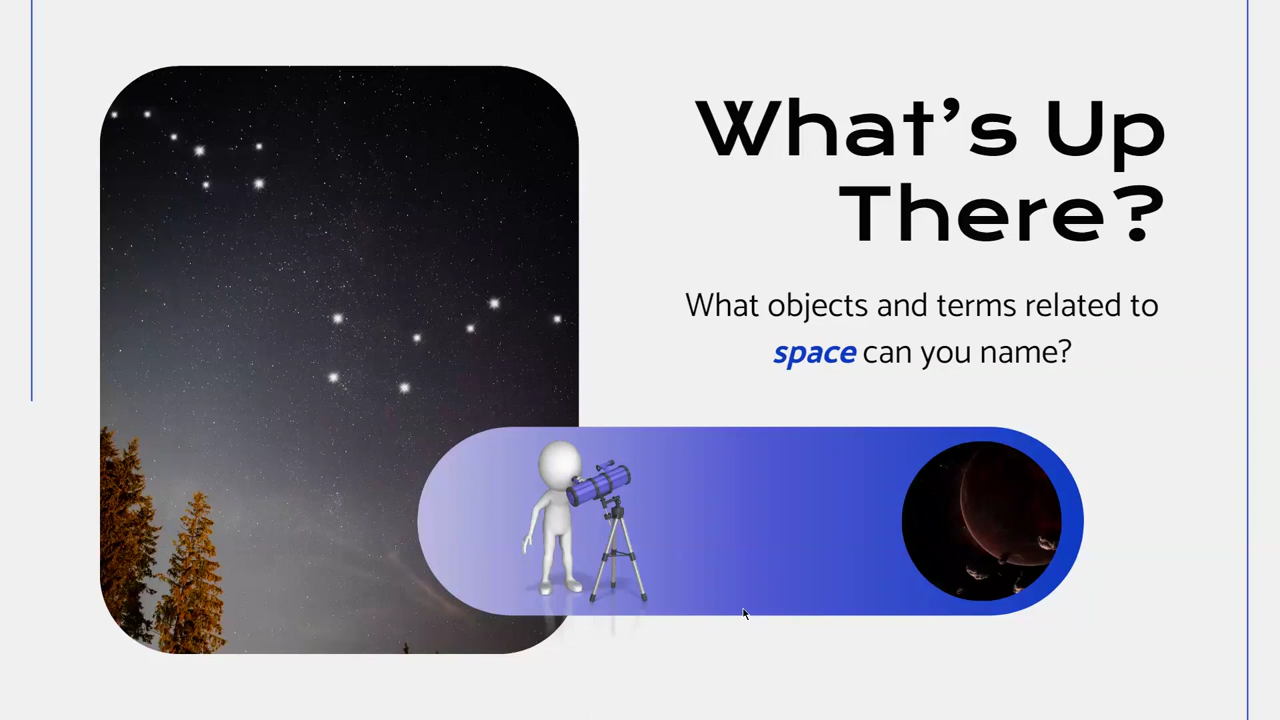 What’s Up
There?
What objects and terms related to
space can you name?